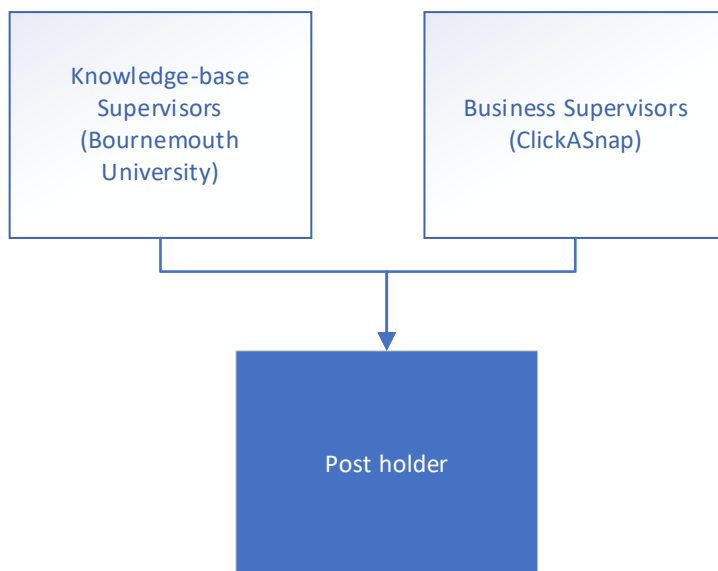 Knowledge-base
Supervisors
(Bournemouth
University)
Business Supervisors
(ClickASnap)
Post holder